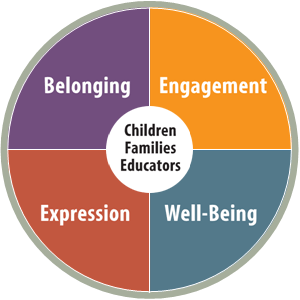 Belonging
Engagement
Children
Families
Educators
Expression
Well-Being